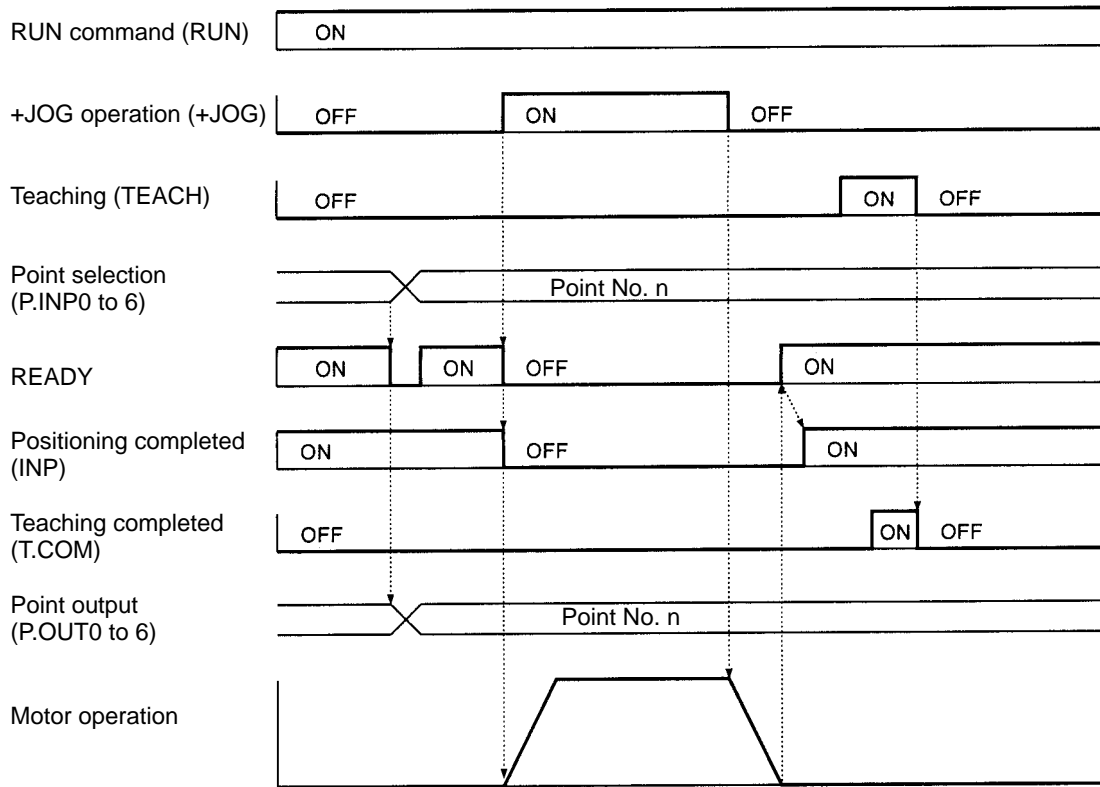 RUN command (RUN) ON
+JOG operation (+JOG) OFF ON OFF
Teaching (TEACH) OFF ON OFF
Point selection
(P.INP0 to 6) Point No. n
READY ON ON OFF ON
Positioning completed
(INP) ON OFF ON
Teaching completed
(T.COM) OFF ON OFF
Point output
(P.OUT0 to 6) Point No. n
Motor operation